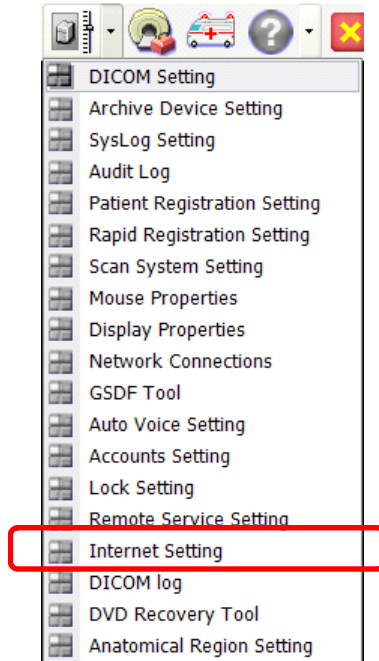 DICOM Setting
Archive Device Setting
SysLog Setting
Audit Log
Patient Registration Setting
Rapid Registration Setting
Scan System Setting
Mouse Properties
Display Properties
Network Connections
GSDF Tool
Auto Voice Setting
Accounts Setting
Lock Setting
Remote Service Setting
Internet Setting
DICOM log
DVD Recovery Tool
Anatomical Region Setting